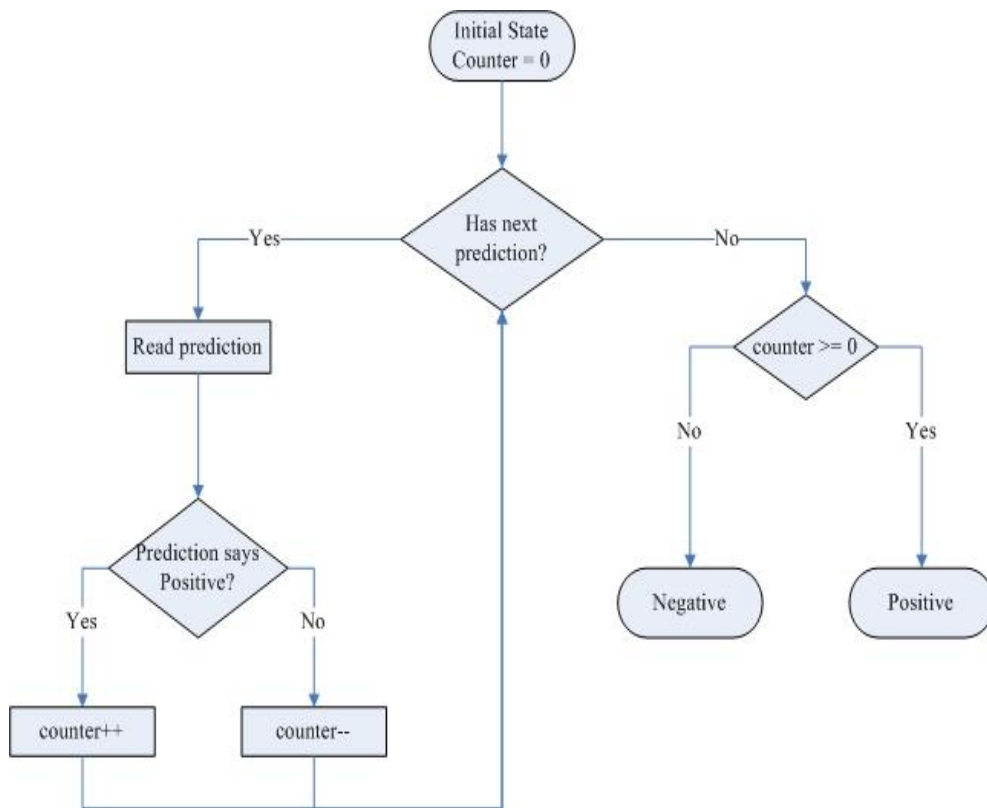 Initial State
Counter = 0
Has next
prediction?
Yes
No
Read prediction
counter >= 0
No
Yes
Prediction says
Positive?
Negative
Positive
Yes
No
counter++
counter--